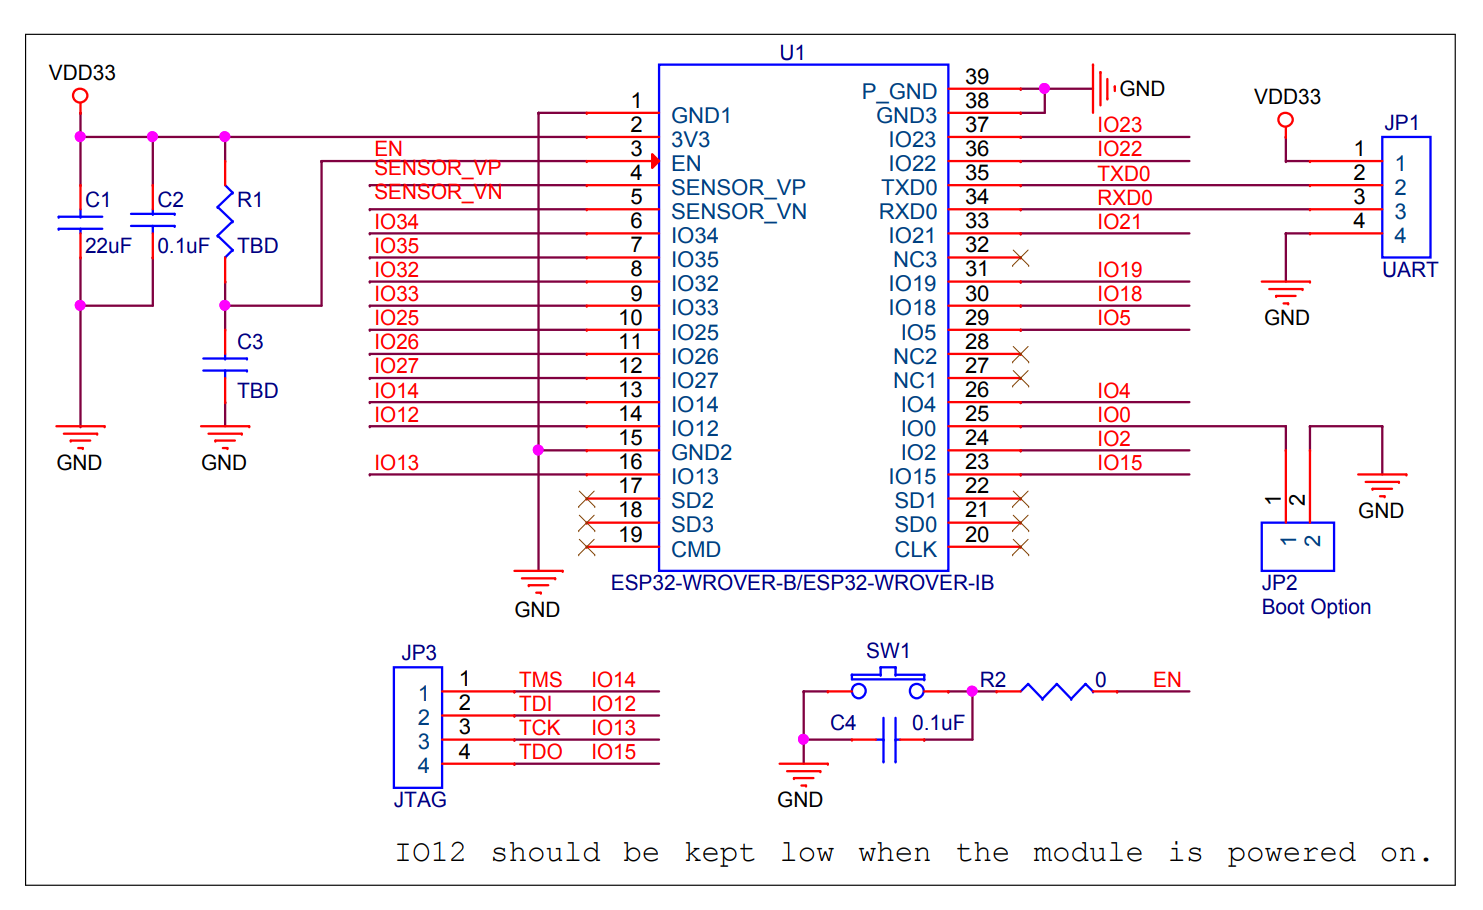 U1
VDD33
C1
22uF
C2
0.1uF
R1
TBD
C3
TBD
GND
GND
EN
SENSOR_VP
SENSOR_VN
IO34
IO35
IO32
IO33
IO25
IO26
IO27
IO14
IO12
IO13
GND
1 GND1
2 3V3
3 EN
4 SENSOR_VP
5 SENSOR_VN
6 IO34
7 IO35
8 IO32
9 IO33
10 IO25
11 IO26
12 IO27
13 IO14
14 IO12
15 GND2
16 IO13
17 SD2
18 SD3
19 CMD
P_GND 39 GND
GND3 38
IO23 37 IO23
IO22 36 IO22
TXD0 35 TXD0
RXD0 34 RXD0
IO21 33 IO21
NC3 32
IO19 31 IO19
IO18 30 IO18
IO5 29 IO5
NC2 28
NC1 27
IO4 26 IO4
IO0 25 IO0
IO2 24 IO2
IO15 23 IO15
SD1 22
SD0 21
CLK 20
ESP32-WROVER-B/ESP32-WROVER-IB
VDD33
JP1
1 1
2 2
3 3
4 4
UART
GND
GND
1 2
1 2
JP2
Boot Option
JP3
1 1 TMS IO14
2 2 TDI IO12
3 3 TCK IO13
4 4 TDO IO15
JTAG
SW1
R2 0 EN
C4 0.1uF
GND
IO12 should be kept low when the module is powered on.